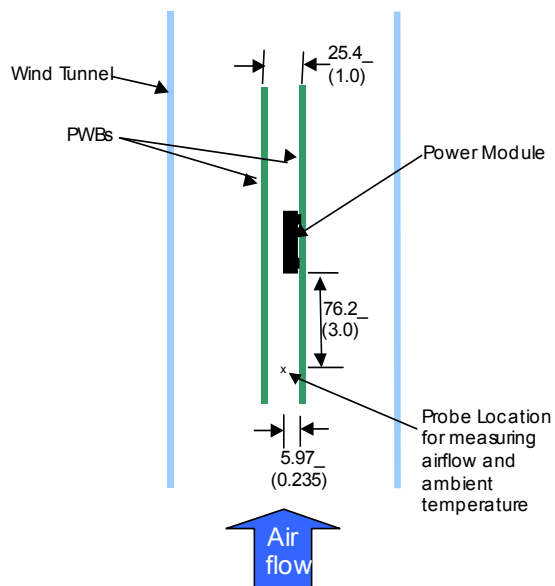 25.4_
(1.0)
Wind Tunnel
PWBs
Power Module
76.2_
(3.0)
x
Probe Location
for measuring
airflow and
ambient
temperature
5.97_
(0.235)
Air
flow